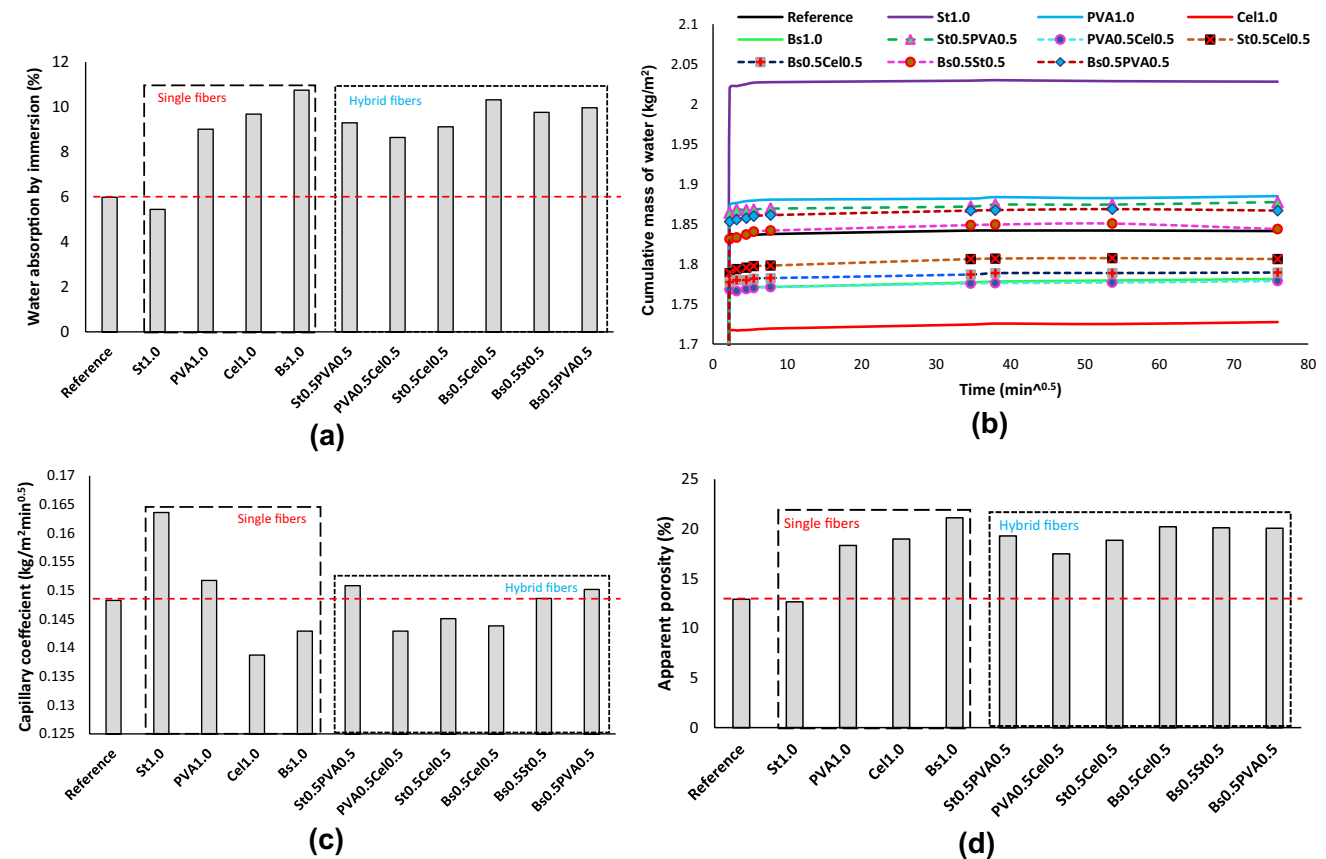 12
10
8
6
4
2
0
Water absorption by immersion (%)
Single fibers
Hybrid fibers
Reference
St1.0
PVA1.0
Cel1.0
Bs1.0
St0.5PVA0.5
PVA0.5Cel0.5
St0.5Cel0.5
Bs0.5Cel0.5
Bs0.5St0.5
Bs0.5PVA0.5
(a)
Reference St1.0 PVA1.0 Cel1.0
Bs1.0 St0.5PVA0.5 PVA0.5Cel0.5 St0.5Cel0.5
Bs0.5Cel0.5 Bs0.5St0.5 Bs0.5PVA0.5
2.1
2.05
2
1.95
1.9
1.85
1.8
1.75
1.7
Cumulative mass of water (kg/m²)
0 10 20 30 40 50 60 70 80
Time (min^⁰·⁵)
(b)
0.17
0.165
0.16
0.155
0.15
0.145
0.14
0.135
0.13
0.125
Capillary coeffecient (kg/m²min⁰·⁵)
Single fibers
Hybrid fibers
Reference
St1.0
PVA1.0
Cel1.0
Bs1.0
St0.5PVA0.5
PVA0.5Cel0.5
St0.5Cel0.5
Bs0.5Cel0.5
Bs0.5St0.5
Bs0.5PVA0.5
(c)
25
20
15
10
5
0
Apparent porosity (%)
Single fibers
Hybrid fibers
Reference
St1.0
PVA1.0
Cel1.0
Bs1.0
St0.5PVA0.5
PVA0.5Cel0.5
St0.5Cel0.5
Bs0.5Cel0.5
Bs0.5St0.5
Bs0.5PVA0.5
(d)